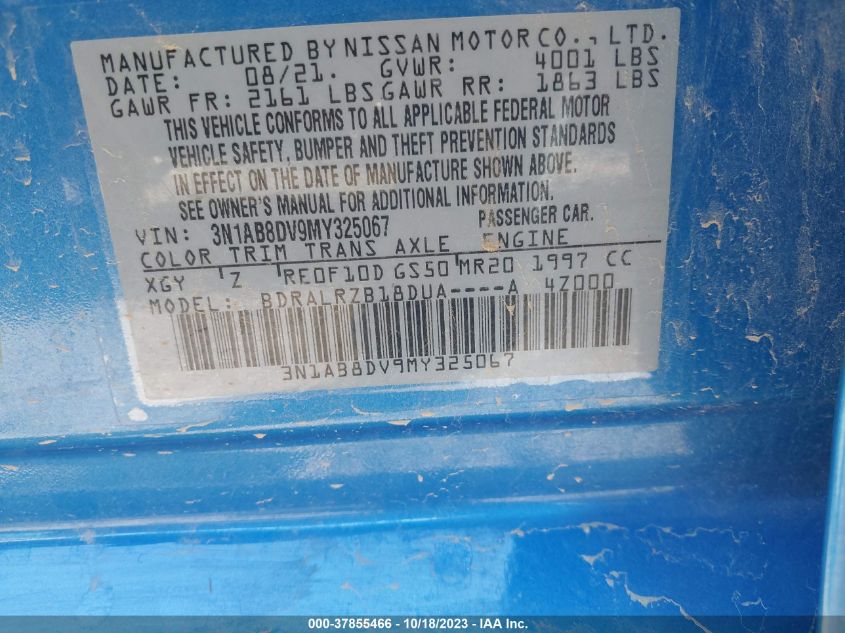 MANUFACTURED BY NISSAN MOTOR CO., LTD.
DATE: 08/21. GVWR: 4001 LBS
GAWR FR: 2161 LBS GAWR RR: 1863 LBS
THIS VEHICLE CONFORMS TO ALL APPLICABLE FEDERAL MOTOR
VEHICLE SAFETY, BUMPER AND THEFT PREVENTION STANDARDS
IN EFFECT ON THE DATE OF MANUFACTURE SHOWN ABOVE.
SEE OWNER'S MANUAL FOR ADDITIONAL INFORMATION.
VIN: 3N1AB8DV9MY325067 PASSENGER CAR.
COLOR TRIM TRANS AXLE ENGINE
XGY Z RE0F10D GS50 MR20 1997 CC
MODEL: BDRALRZB18DUA----A 4Z000
3N1AB8DV9MY325067
000-37855466 - 10/18/2023 - IAA Inc.